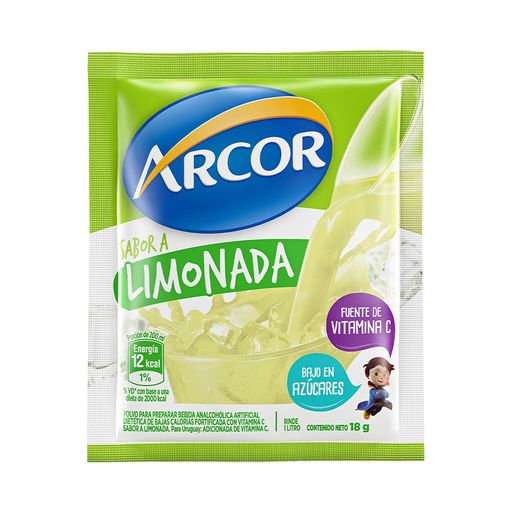 ARCOR
SABOR A
LIMONADA
FUENTE DE
VITAMINA C
BAJO EN
AZÚCARES
Porción de 200 ml
Energía
12 kcal
1%
% VD* con base a una
dieta de 2000 kcal
POLVO PARA PREPARAR BEBIDA ANALCOHÓLICA ARTIFICIAL
DIETÉTICA DE BAJAS CALORÍAS FORTIFICADA CON VITAMINA C
SABOR A LIMONADA. Para Uruguay: ADICIONADA DE VITAMINA C.
RINDE
1 LITRO
CONTENIDO NETO 18 g